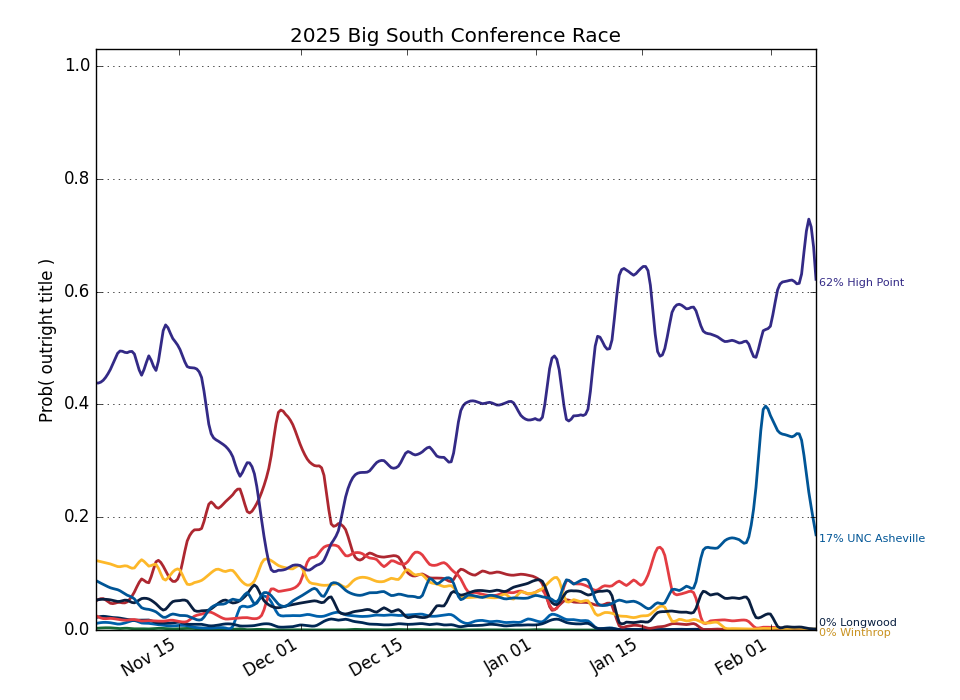 2025 Big South Conference Race
Prob( outright title )
1.0
0.8
0.6
0.4
0.2
0.0
62% High Point
17% UNC Asheville
0% Longwood
0% Winthrop
Nov 15
Dec 01
Dec 15
Jan 01
Jan 15
Feb 01